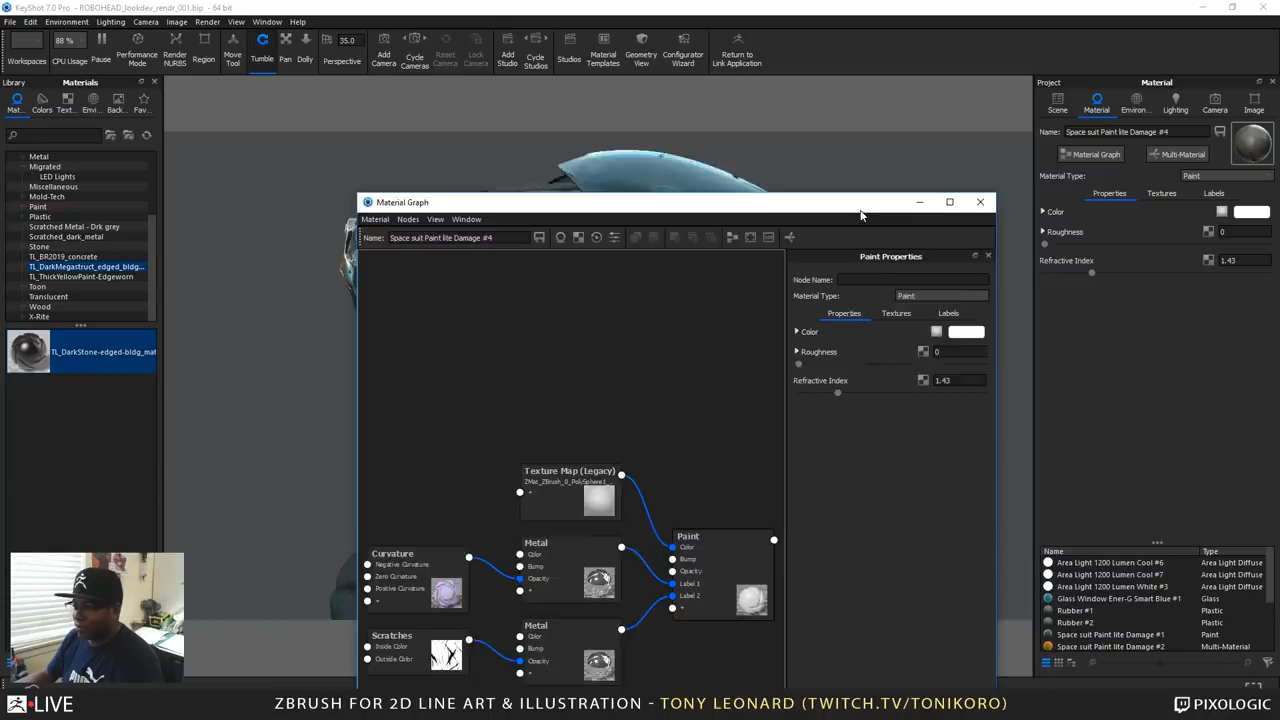 KeyShot 7.0 Pro - ROBOHEAD_lookdev_rendr_001.bip - 64 bit
File Edit Environment Lighting Camera Image Render View Window Help
88 % 35.0
Workspaces CPU Usage Pause Performance Mode Render NURBS Region Move Tool Tumble Pan Dolly Perspective Add Camera Cycle Cameras Reset Camera Lock Camera Add Studio Cycle Studios Studios Material Templates Geometry View Configurator Wizard Return to Link Application
Library Materials
Mat... Colors Text... Envi... Back... Fav...
Metal
Migrated
LED Lights
Miscellaneous
Mold-Tech
Paint
Plastic
Scratched Metal - Drk grey
Scratched_dark_metal
Stone
TL_BR2019_concrete
TL_DarkMegastruct_edged_bldg...
TL_ThickYellowPaint-Edgeworn
Toon
Translucent
Wood
X-Rite
TL_DarkStone-edged-bldg_mat
Material Graph
Material Nodes View Window
Name: Space suit Paint lite Damage #4
Texture Map (Legacy)
ZMat_ZBrush_0_PolySphere1_...
+
Curvature
Negative Curvature
Zero Curvature
Positive Curvature
+
Metal
Color
Bump
Opacity
+
Paint
Color
Bump
Opacity
Label 1
Label 2
+
Scratches
Inside Color
Outside Color
Metal
Color
Bump
Opacity
+
Paint Properties
Node Name:
Material Type: Paint
Properties Textures Labels
Color
Roughness 0
Refractive Index 1.43
Project Material
Scene Material Environ... Lighting Camera Image
Name: Space suit Paint lite Damage #4
Material Graph Multi-Material
Material Type: Paint
Properties Textures Labels
Color
Roughness 0
Refractive Index 1.43
Name Type
Area Light 1200 Lumen Cool #6 Area Light Diffuse
Area Light 1200 Lumen Cool #7 Area Light Diffuse
Area Light 1200 Lumen White #3 Area Light Diffuse
Glass Window Ener-G Smart Blue #1 Glass
Rubber #1 Plastic
Rubber #2 Plastic
Space suit Paint lite Damage #1 Paint
Space suit Paint lite Damage #2 Multi-Material
LIVE ZBRUSH FOR 2D LINE ART & ILLUSTRATION - TONY LEONARD (TWITCH.TV/TONIKORO) PIXOLOGIC